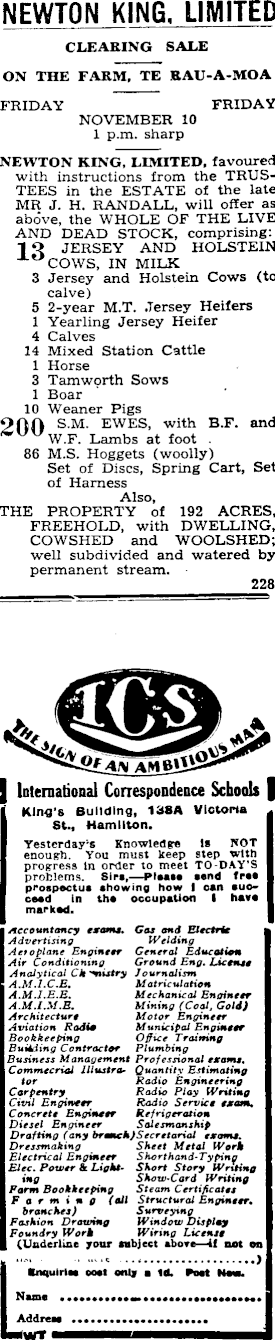 NEWTON KING, LIMITED
CLEARING SALE
ON THE FARM, TE RAU-A-MOA
FRIDAY FRIDAY
NOVEMBER 10
1 p.m. sharp
NEWTON KING, LIMITED, favoured
with instructions from the TRUS-
TEES in the ESTATE of the late
MR J. H. RANDALL, will offer as
above, the WHOLE OF THE LIVE
AND DEAD STOCK, comprising:
13 JERSEY AND HOLSTEIN
COWS, IN MILK
3 Jersey and Holstein Cows (to
calve)
5 2-year M.T. Jersey Heifers
1 Yearling Jersey Heifer
4 Calves
14 Mixed Station Cattle
1 Horse
3 Tamworth Sows
1 Boar
10 Weaner Pigs
200 S.M. EWES, with B.F. and
W.F. Lambs at foot
86 M.S. Hoggets (woolly)
Set of Discs, Spring Cart, Set
of Harness
Also,
THE PROPERTY of 192 ACRES,
FREEHOLD, with DWELLING,
COWSHED and WOOLSHED;
well subdivided and watered by
permanent stream.
228
ICS
THE SIGN OF AN AMBITIOUS MAN
International Correspondence Schools
King's Building, 138A Victoria
St., Hamilton.
Yesterday's Knowledge is NOT
enough. You must keep step with
progress in order to meet TO-DAY'S
problems. Sirs,—Please send free
prospectus showing how I can suc-
ceed in the occupation I have
marked.
Accountancy exams. Gas and Electric
Advertising Welding
Aeroplane Engineer General Education
Air Conditioning Ground Eng. License
Analytical Chemistry Journalism
A.M.I.C.E. Matriculation
A.M.I.E.E. Mechanical Engineer
A.M.I.M.E. Mining (Coal, Gold)
Architecture Motor Engineer
Aviation Radio Municipal Engineer
Bookkeeping Office Training
Building Contractor Plumbing
Business Management Professional exams.
Commecrial Illustra- Quantity Estimating
tor Radio Engineering
Carpentry Radio Play Writing
Civil Engineer Radio Service exam.
Concrete Engineer Refrigeration
Diesel Engineer Salesmanship
Drafting (any branch) Secretarial exams.
Dressmaking Sheet Metal Work
Electrical Engineer Shorthand-Typing
Elec. Power & Light- Short Story Writing
ing Show-Card Writing
Farm Bookkeeping Steam Certificates
Farming (all Structural Engineer.
branches) Surveying
Fashion Drawing Window Display
Foundry Work Wiring License
(Underline your subject above—if not on
Enquiries cost only a 1d. Post Now.
Name
Address
WT